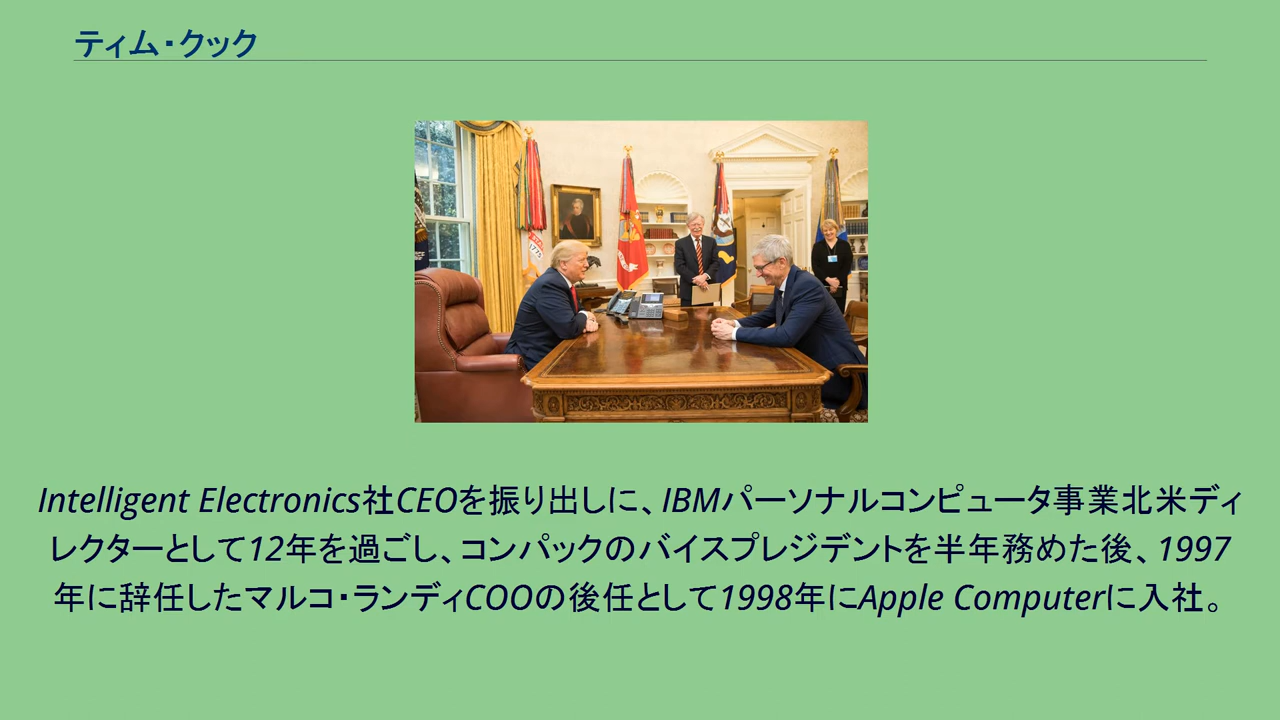 ティム・クック
Intelligent Electronics社CEOを振り出しに、IBMパーソナルコンピュータ事業北米ディ
レクターとして12年を過ごし、コンパックのバイスプレジデントを半年務めた後、1997
年に辞任したマルコ・ランディCOOの後任として1998年にApple Computerに入社。
1775